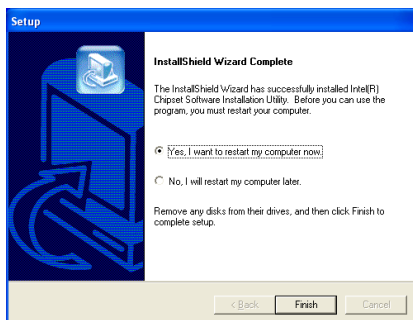 Setup
InstallShield Wizard Complete
The InstallShield Wizard has successfully installed Intel(R)
Chipset Software Installation Utility. Before you can use the
program, you must restart your computer.
Yes, I want to restart my computer now.
No, I will restart my computer later.
Remove any disks from their drives, and then click Finish to
complete setup.
< Back Finish Cancel